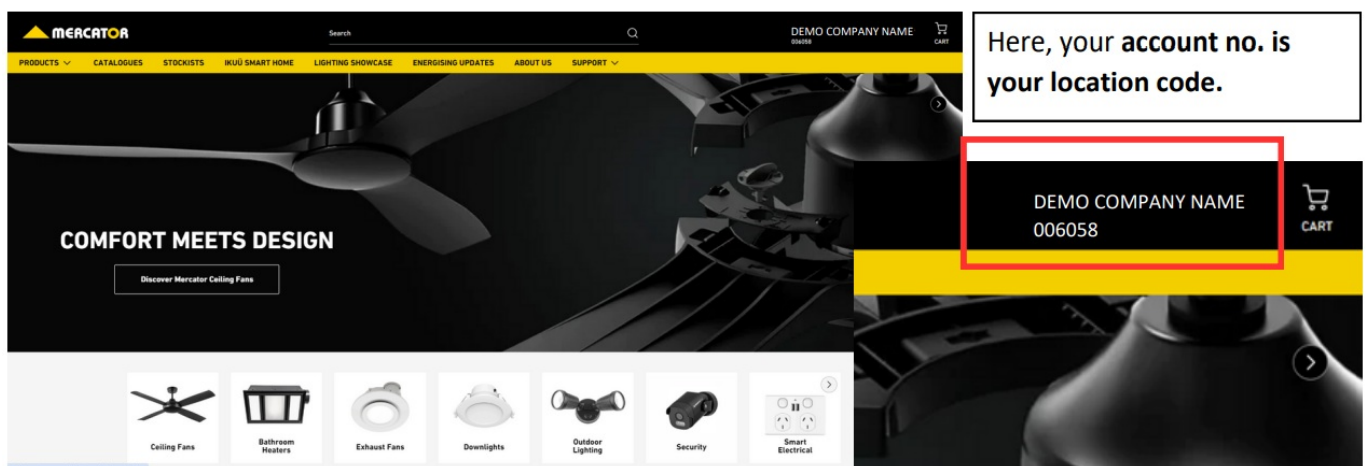 MERCATOR
Search
DEMO COMPANY NAME
006058
CART
PRODUCTS
CATALOGUES
STOCKISTS
IKUÜ SMART HOME
LIGHTING SHOWCASE
ENERGISING UPDATES
ABOUT US
SUPPORT
COMFORT MEETS DESIGN
Discover Mercator Ceiling Fans
Ceiling Fans
Bathroom
Heaters
Exhaust Fans
Downlights
Outdoor
Lighting
Security
Smart
Electrical
Here, your account no. is
your location code.
DEMO COMPANY NAME
006058
CART